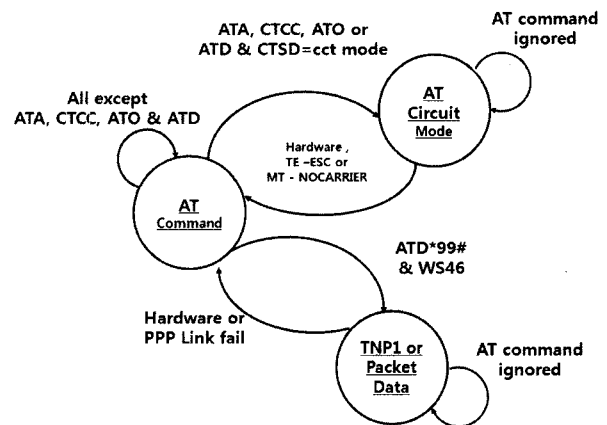 ATA, CTCC, ATO or
ATD & CTSD=cct mode
AT command
ignored
All except
ATA, CTCC, ATO & ATD
AT
Circuit
Mode
Hardware ,
TE -ESC or
MT - NOCARRIER
AT
Command
ATD*99#
& WS46
Hardware or
PPP Link fail
TNP1 or
Packet
Data
AT command
ignored